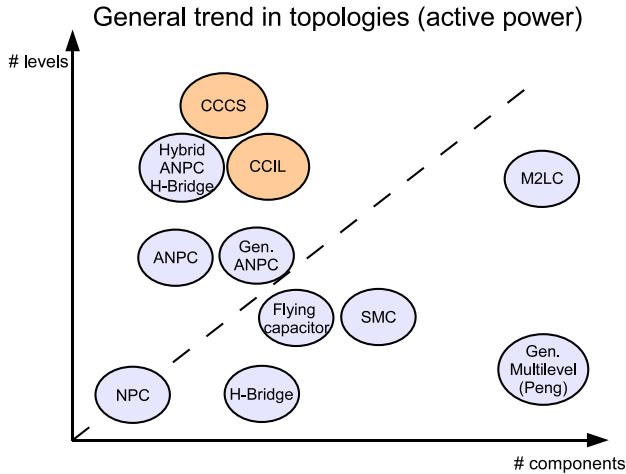 General trend in topologies (active power)
# levels
CCCS
Hybrid
ANPC
H-Bridge
CCIL
M2LC
ANPC
Gen.
ANPC
Flying
capacitor
SMC
Gen.
Multilevel
(Peng)
NPC
H-Bridge
# components